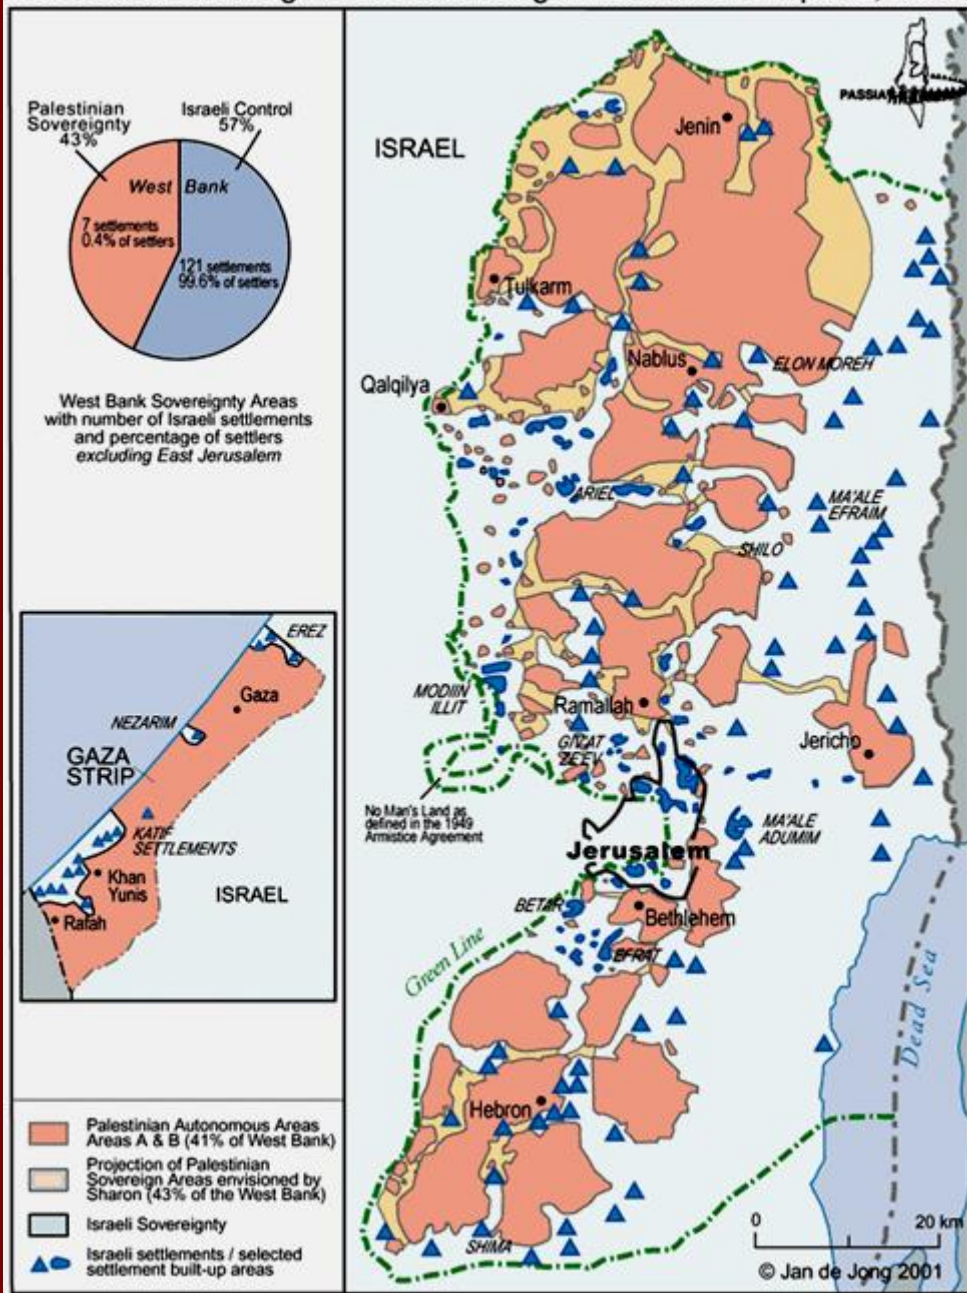 Palestinian
Sovereignty
43%
Israeli Control
57%
West Bank
7 settlements
0.4% of settlers
121 settlements
99.6% of settlers
West Bank Sovereignty Areas
with number of Israeli settlements
and percentage of settlers
excluding East Jerusalem
EREZ
Gaza
NEZARIM
GAZA
STRIP
KATIF
SETTLEMENTS
Khan
Yunis
ISRAEL
Rafah
Palestinian Autonomous Areas
Areas A & B (41% of West Bank)
Projection of Palestinian
Sovereign Areas envisioned by
Sharon (43% of the West Bank)
Israeli Sovereignty
Israeli settlements / selected
settlement built-up areas
ISRAEL
Jenin
Tulkarm
Nablus
ELON MOREH
Qalqilya
ARIEL
MA'ALE
EFRAIM
SHILO
MODIIN
ILLIT
Ramallah
GIVAT
ZE'EV
Jericho
No Man's Land as
defined in the 1949
Armistice Agreement
MA'ALE
ADUMIM
Jerusalem
BETAR
Bethlehem
EFRAT
Green Line
Dead Sea
Hebron
SHIMA
0 20 km
© Jan de Jong 2001